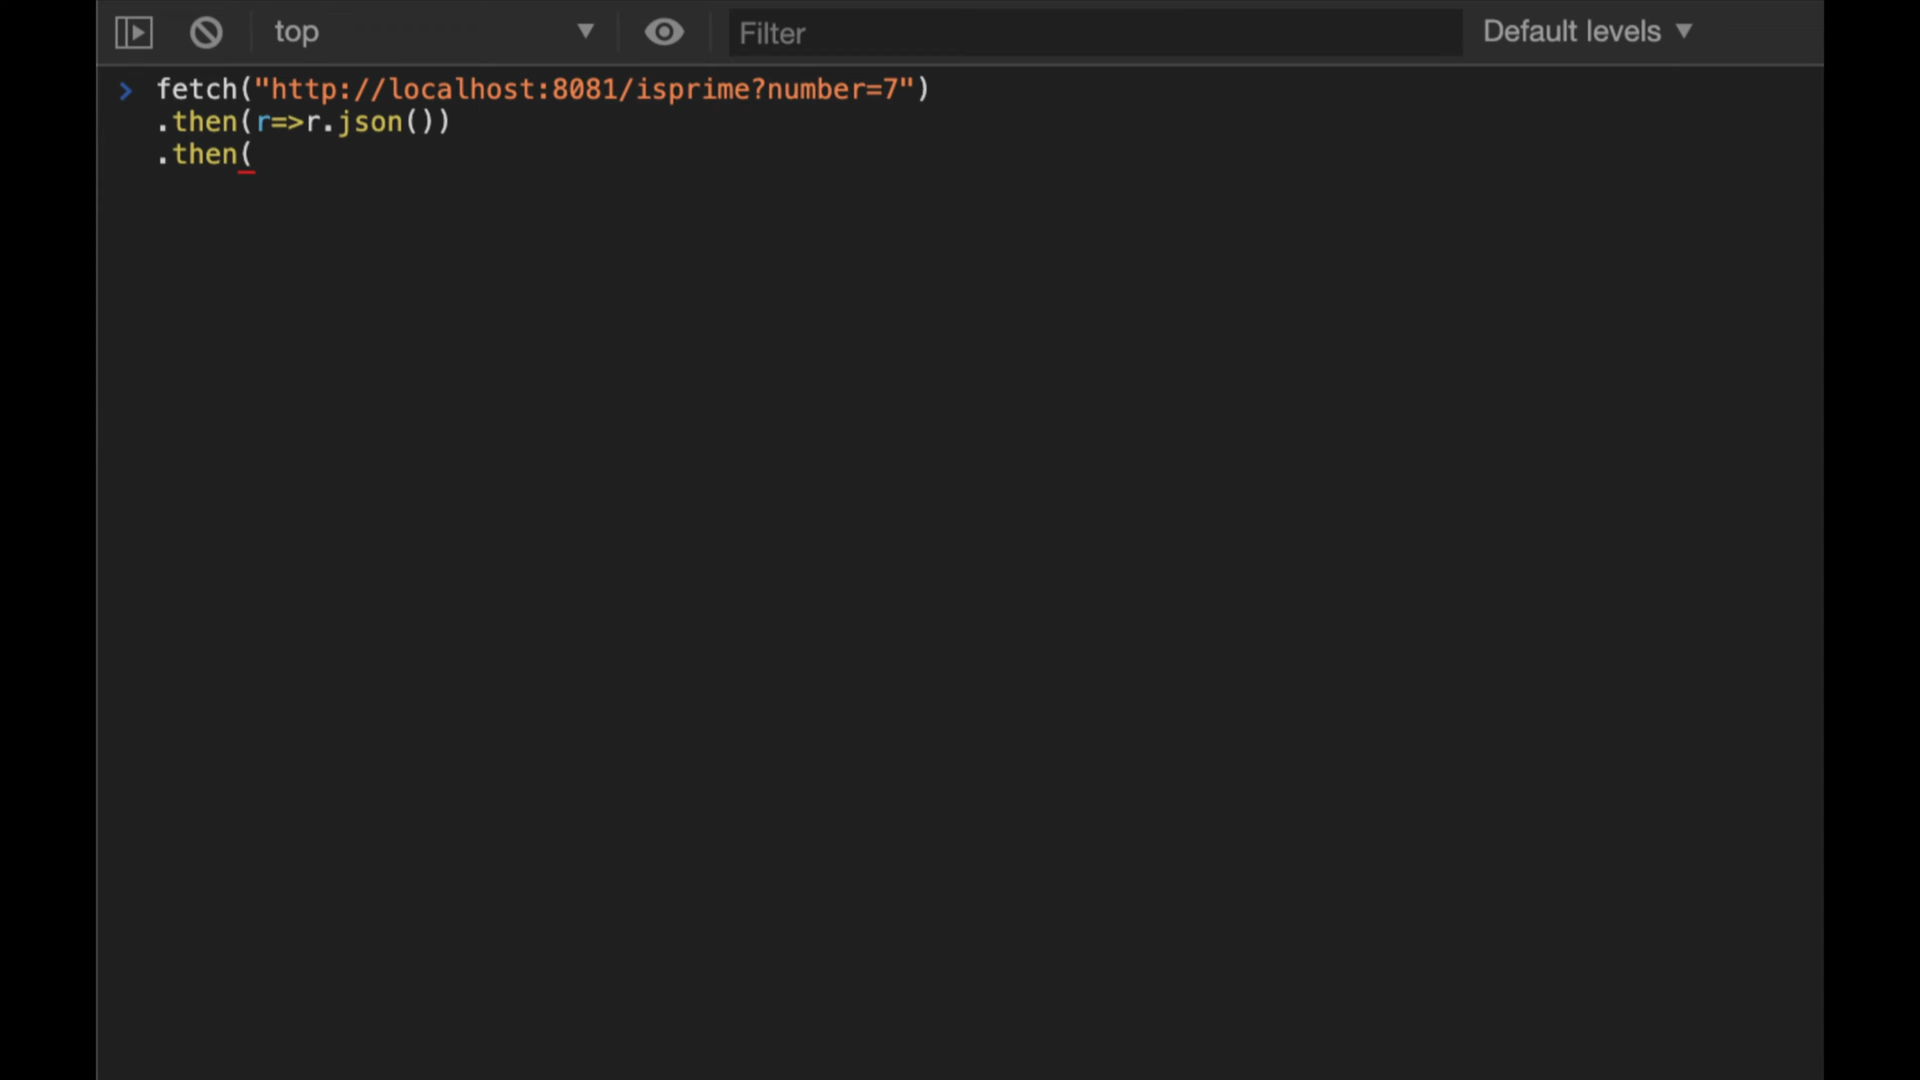 top Filter Default levels
fetch("http://localhost:8081/isprime?number=7")
.then(r=>r.json())
.then(